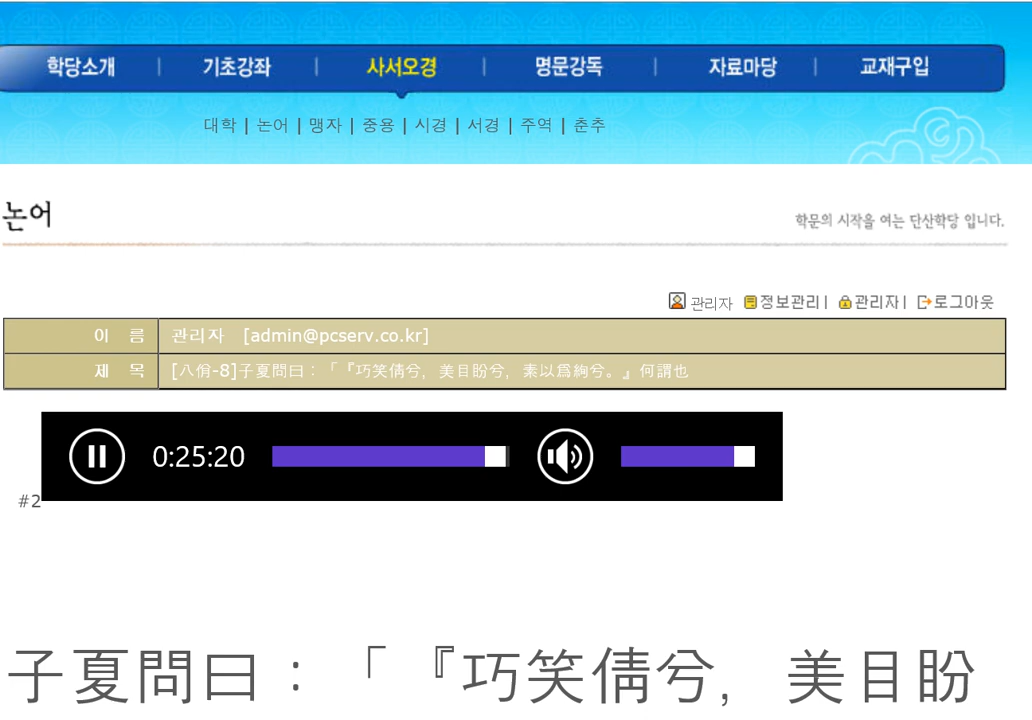 학당소개 | 기초강좌 | 사서오경 | 명문강독 | 자료마당 | 교재구입
대학 | 논어 | 맹자 | 중용 | 시경 | 서경 | 주역 | 춘추
논어
학문의 시작을 여는 단산학당 입니다.
관리자 정보관리| 관리자| 로그아웃
이 름 관리자 [admin@pcserv.co.kr]
제 목 [八佾-8]子夏問曰：「『巧笑倩兮，美目盼兮，素以爲絢兮。』何謂也
0:25:20
#2
子夏問曰：「『巧笑倩兮，美目盼